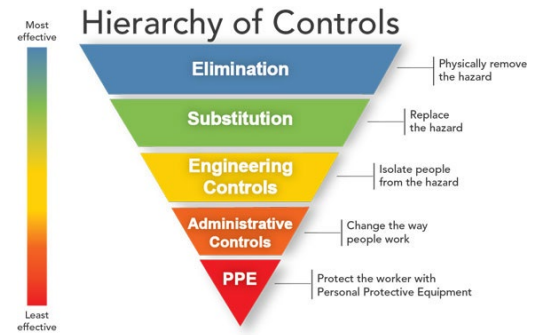 Hierarchy of Controls
Most
effective
Elimination
Physically remove
the hazard
Substitution
Replace
the hazard
Engineering
Controls
Isolate people
from the hazard
Administrative
Controls
Change the way
people work
PPE
Protect the worker with
Personal Protective Equipment
Least
effective